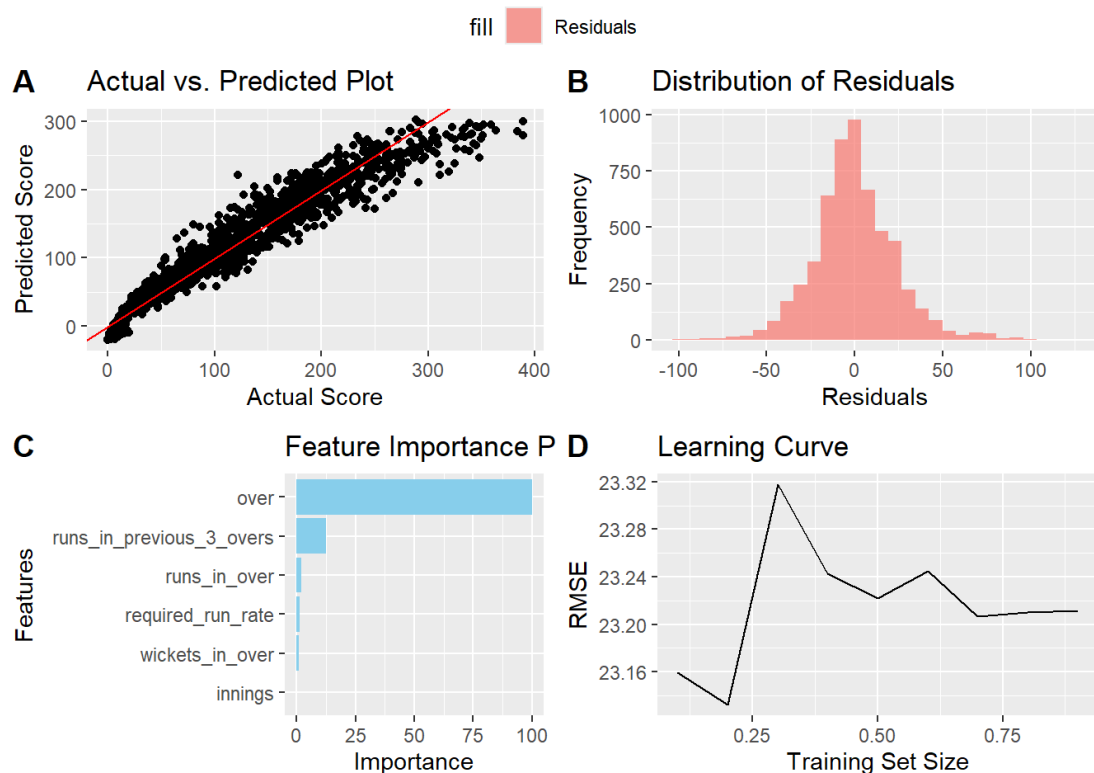 fill Residuals
A Actual vs. Predicted Plot
Predicted Score
300
200
100
0
0 100 200 300 400
Actual Score
B Distribution of Residuals
Frequency
1000
750
500
250
0
-100 -50 0 50 100
Residuals
C Feature Importance P
Features
over
runs_in_previous_3_overs
runs_in_over
required_run_rate
wickets_in_over
innings
0 25 50 75 100
Importance
D Learning Curve
RMSE
23.32
23.28
23.24
23.20
23.16
0.25 0.50 0.75
Training Set Size